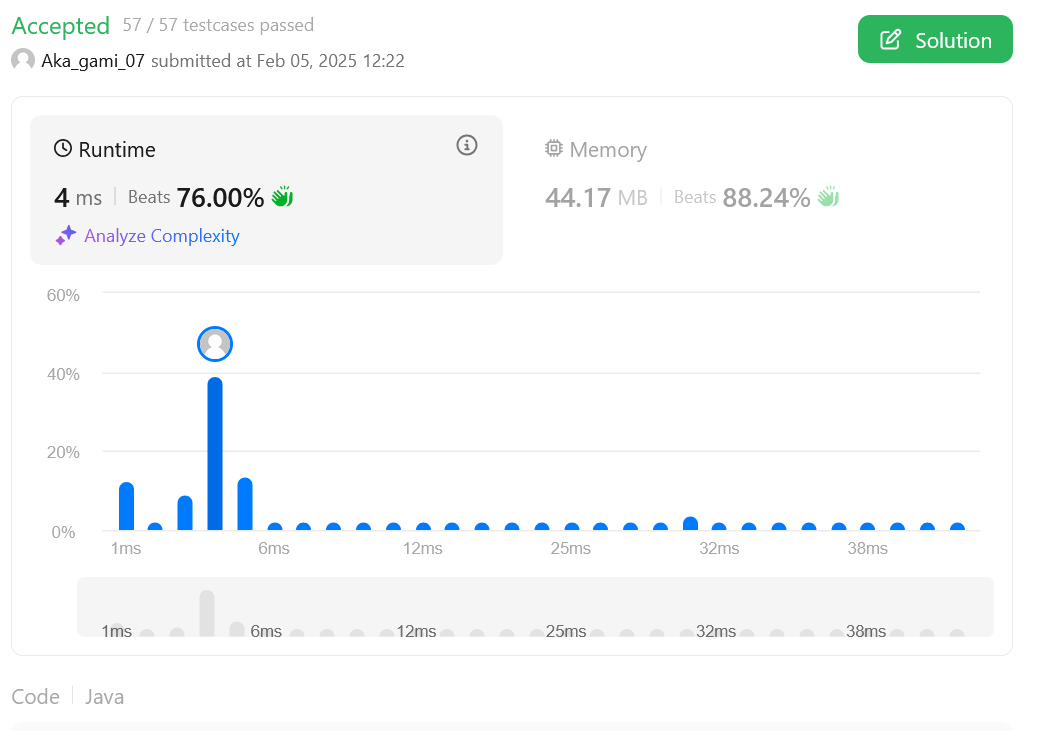 Accepted 57 / 57 testcases passed
Aka_gami_07 submitted at Feb 05, 2025 12:22
Solution
Runtime
4 ms Beats 76.00%
Analyze Complexity
Memory
44.17 MB Beats 88.24%
60%
40%
20%
0%
1ms 6ms 12ms 25ms 32ms 38ms
1ms 6ms 12ms 25ms 32ms 38ms
Code Java